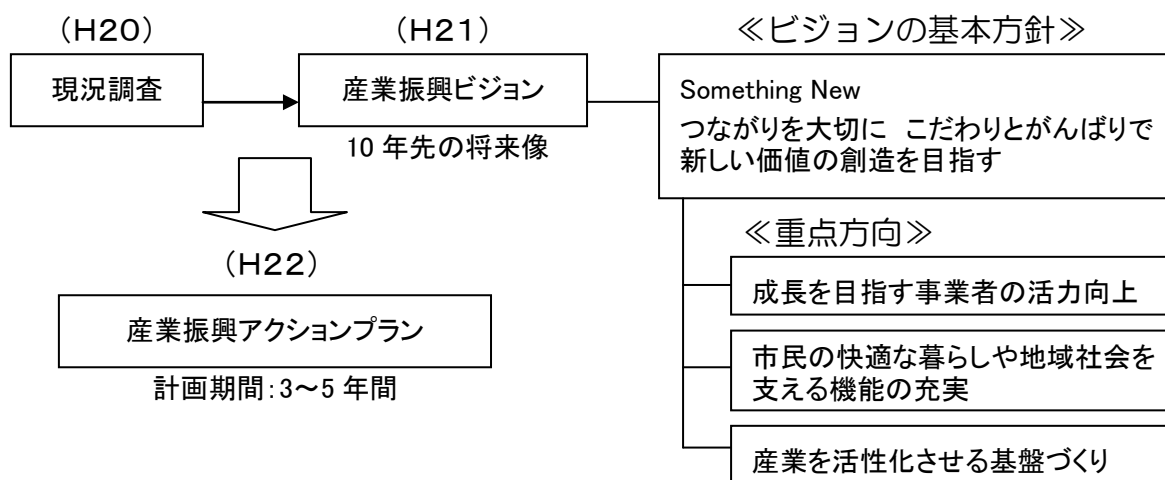 （H20）
現況調査
（H21）
産業振興ビジョン
10 年先の将来像
（H22）
産業振興アクションプラン
計画期間：3～5 年間
≪ビジョンの基本方針≫
Something New
つながりを大切に　こだわりとがんばりで
新しい価値の創造を目指す
≪重点方向≫
成長を目指す事業者の活力向上
市民の快適な暮らしや地域社会を
支える機能の充実
産業を活性化させる基盤づくり